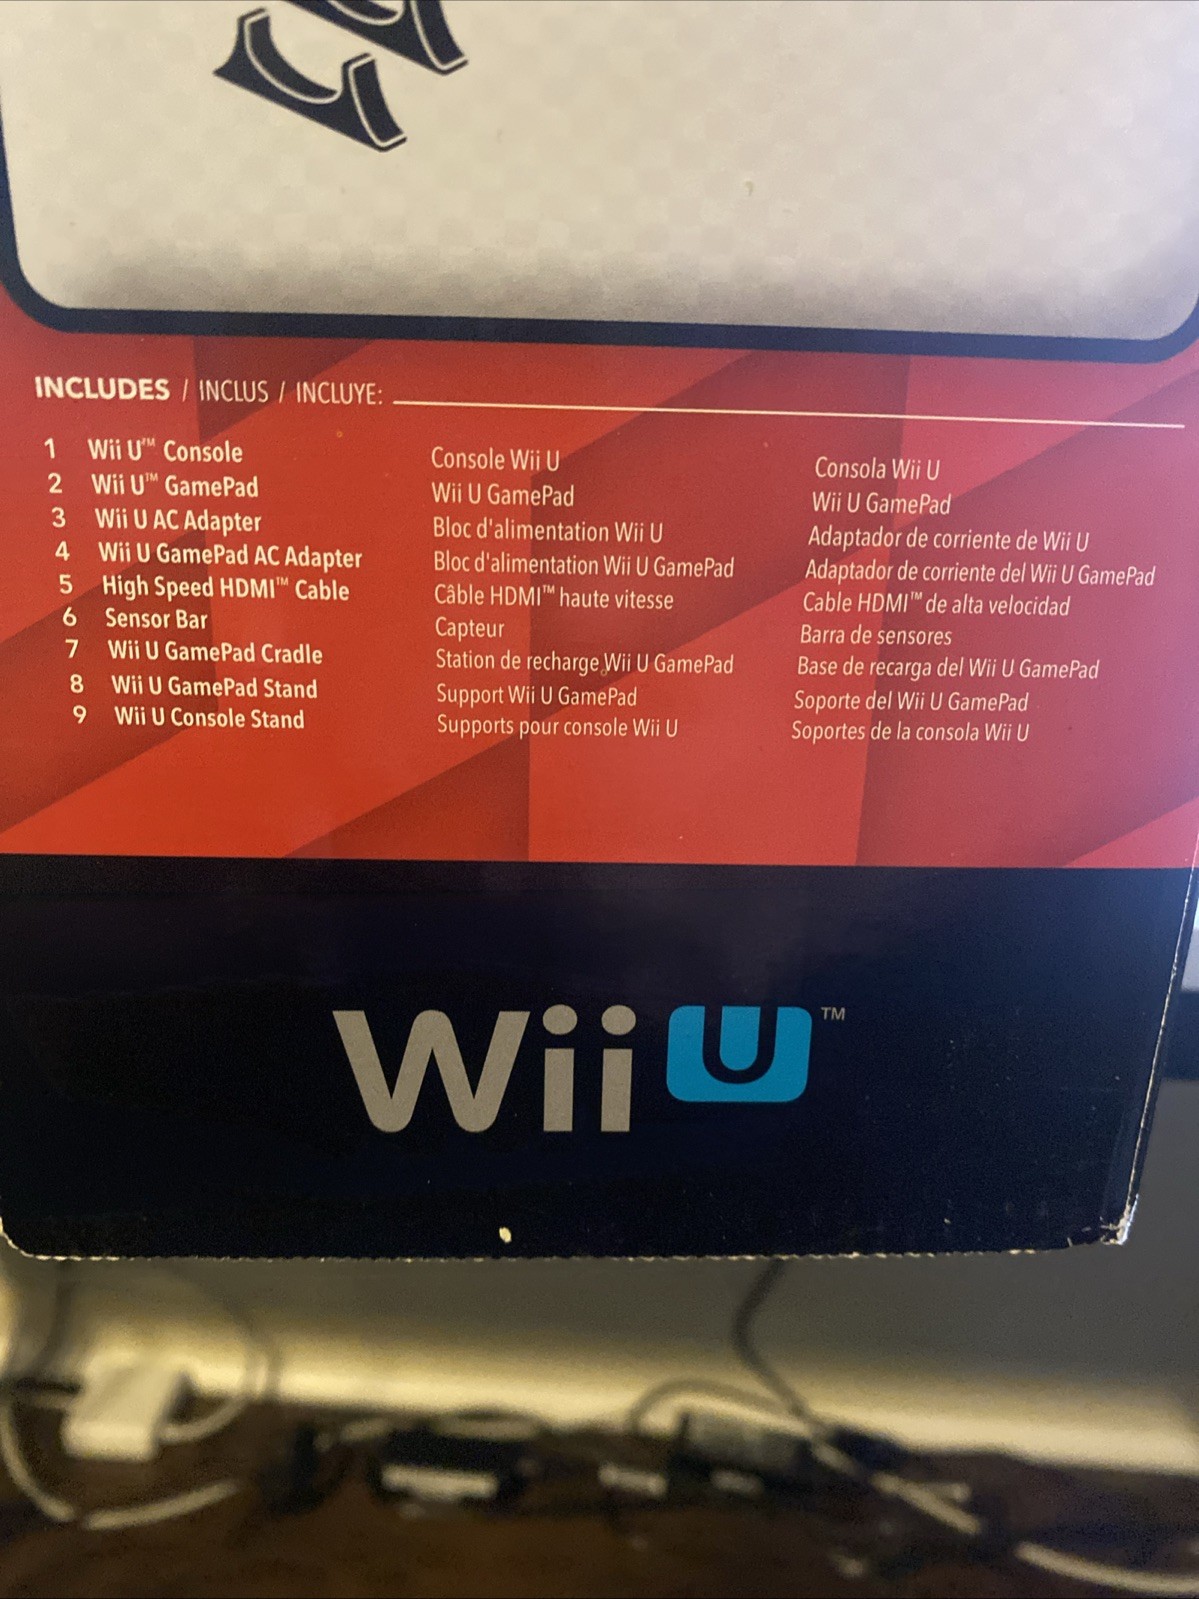 INCLUDES / INCLUS / INCLUYE:
1 Wii U™ Console Console Wii U Consola Wii U
2 Wii U™ GamePad Wii U GamePad Wii U GamePad
3 Wii U AC Adapter Bloc d'alimentation Wii U Adaptador de corriente de Wii U
4 Wii U GamePad AC Adapter Bloc d'alimentation Wii U GamePad Adaptador de corriente del Wii U GamePad
5 High Speed HDMI™ Cable Câble HDMI™ haute vitesse Cable HDMI™ de alta velocidad
6 Sensor Bar Capteur Barra de sensores
7 Wii U GamePad Cradle Station de recharge Wii U GamePad Base de recarga del Wii U GamePad
8 Wii U GamePad Stand Support Wii U GamePad Soporte del Wii U GamePad
9 Wii U Console Stand Supports pour console Wii U Soportes de la consola Wii U
Wii U™